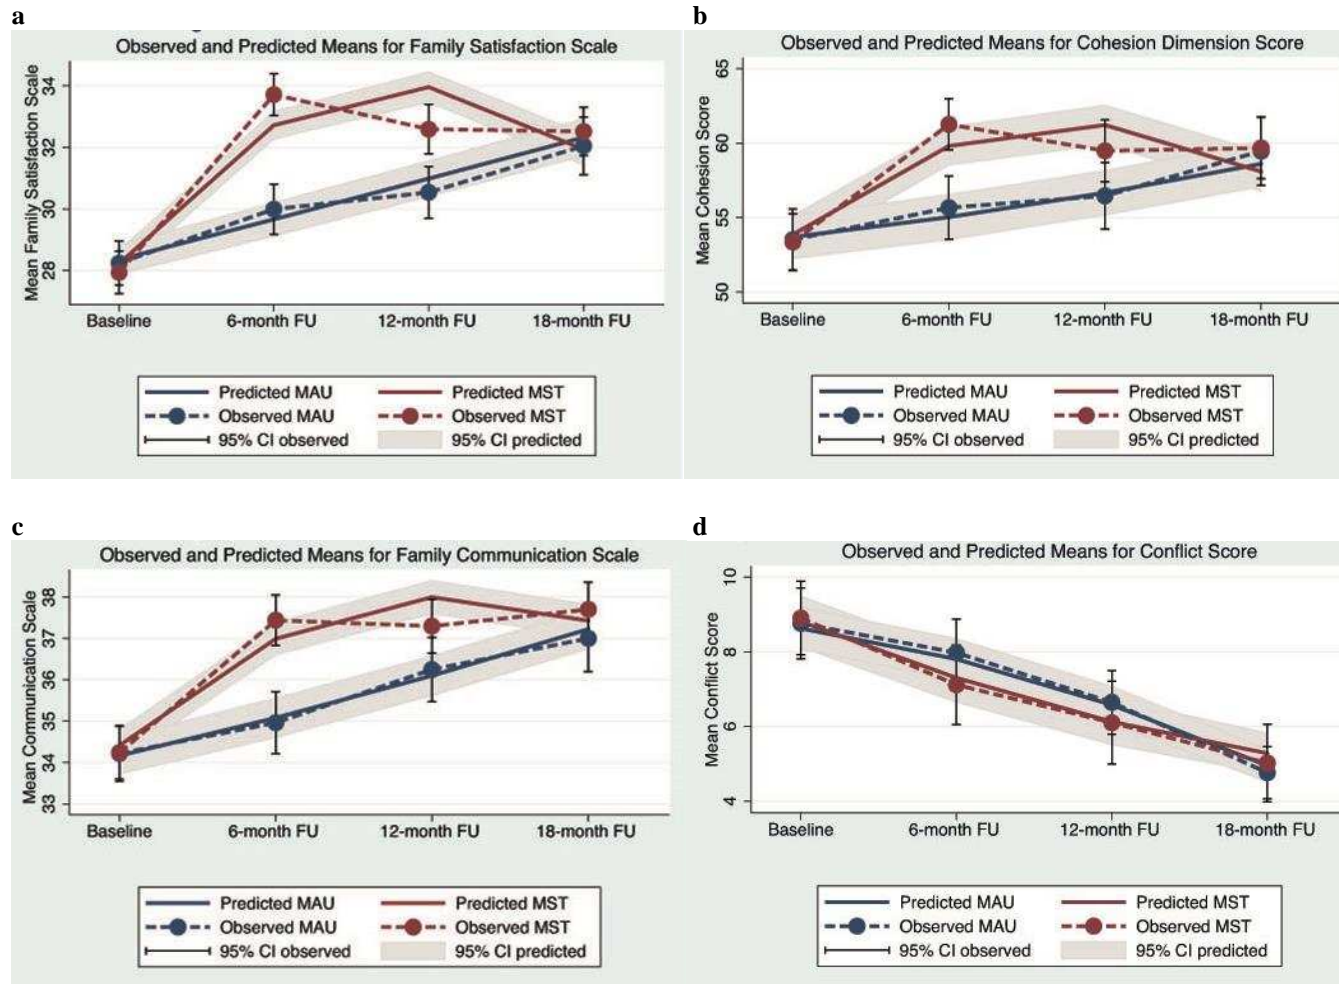 a
Observed and Predicted Means for Family Satisfaction Scale
Mean Family Satisfaction Scale
34
32
30
28
Baseline 6-month FU 12-month FU 18-month FU
Predicted MAU Predicted MST
Observed MAU Observed MST
95% CI observed 95% CI predicted
b
Observed and Predicted Means for Cohesion Dimension Score
Mean Cohesion Score
65
60
55
50
Baseline 6-month FU 12-month FU 18-month FU
Predicted MAU Predicted MST
Observed MAU Observed MST
95% CI observed 95% CI predicted
c
Observed and Predicted Means for Family Communication Scale
Mean Communication Scale
38
37
36
35
34
33
Baseline 6-month FU 12-month FU 18-month FU
Predicted MAU Predicted MST
Observed MAU Observed MST
95% CI observed 95% CI predicted
d
Observed and Predicted Means for Conflict Score
Mean Conflict Score
10
8
6
4
Baseline 6-month FU 12-month FU 18-month FU
Predicted MAU Predicted MST
Observed MAU Observed MST
95% CI observed 95% CI predicted